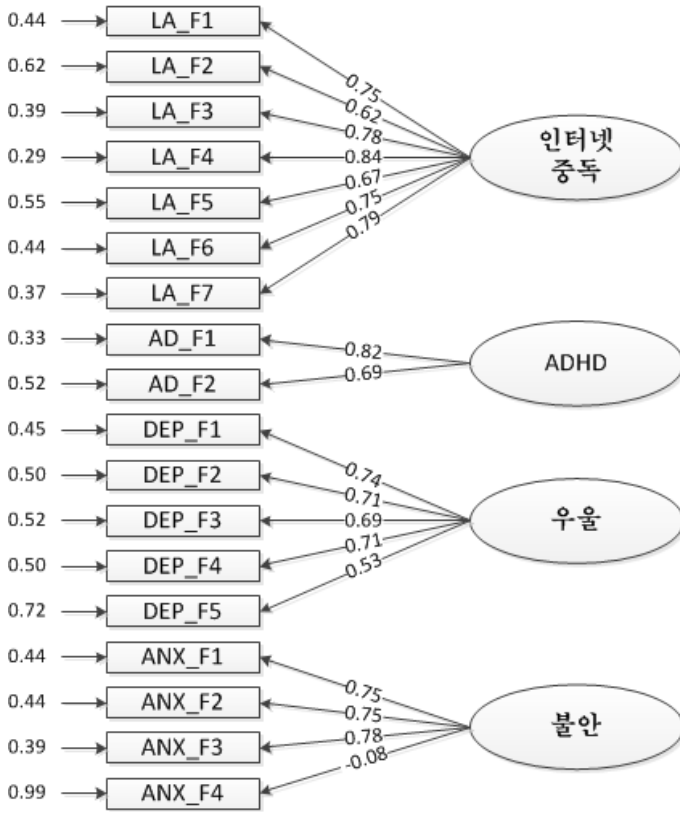 0.44 LA_F1
0.75
0.62 LA_F2
0.62
0.39 LA_F3
0.78
인터넷
중독
0.29 LA_F4
0.84
0.55 LA_F5
0.67
0.44 LA_F6
0.75
0.37 LA_F7
0.79
0.33 AD_F1
0.82
ADHD
0.52 AD_F2
0.69
0.45 DEP_F1
0.74
0.50 DEP_F2
0.71
0.52 DEP_F3
0.69
우울
0.50 DEP_F4
0.71
0.72 DEP_F5
0.53
0.44 ANX_F1
0.75
0.44 ANX_F2
0.75
불안
0.39 ANX_F3
0.78
0.99 ANX_F4
-0.08